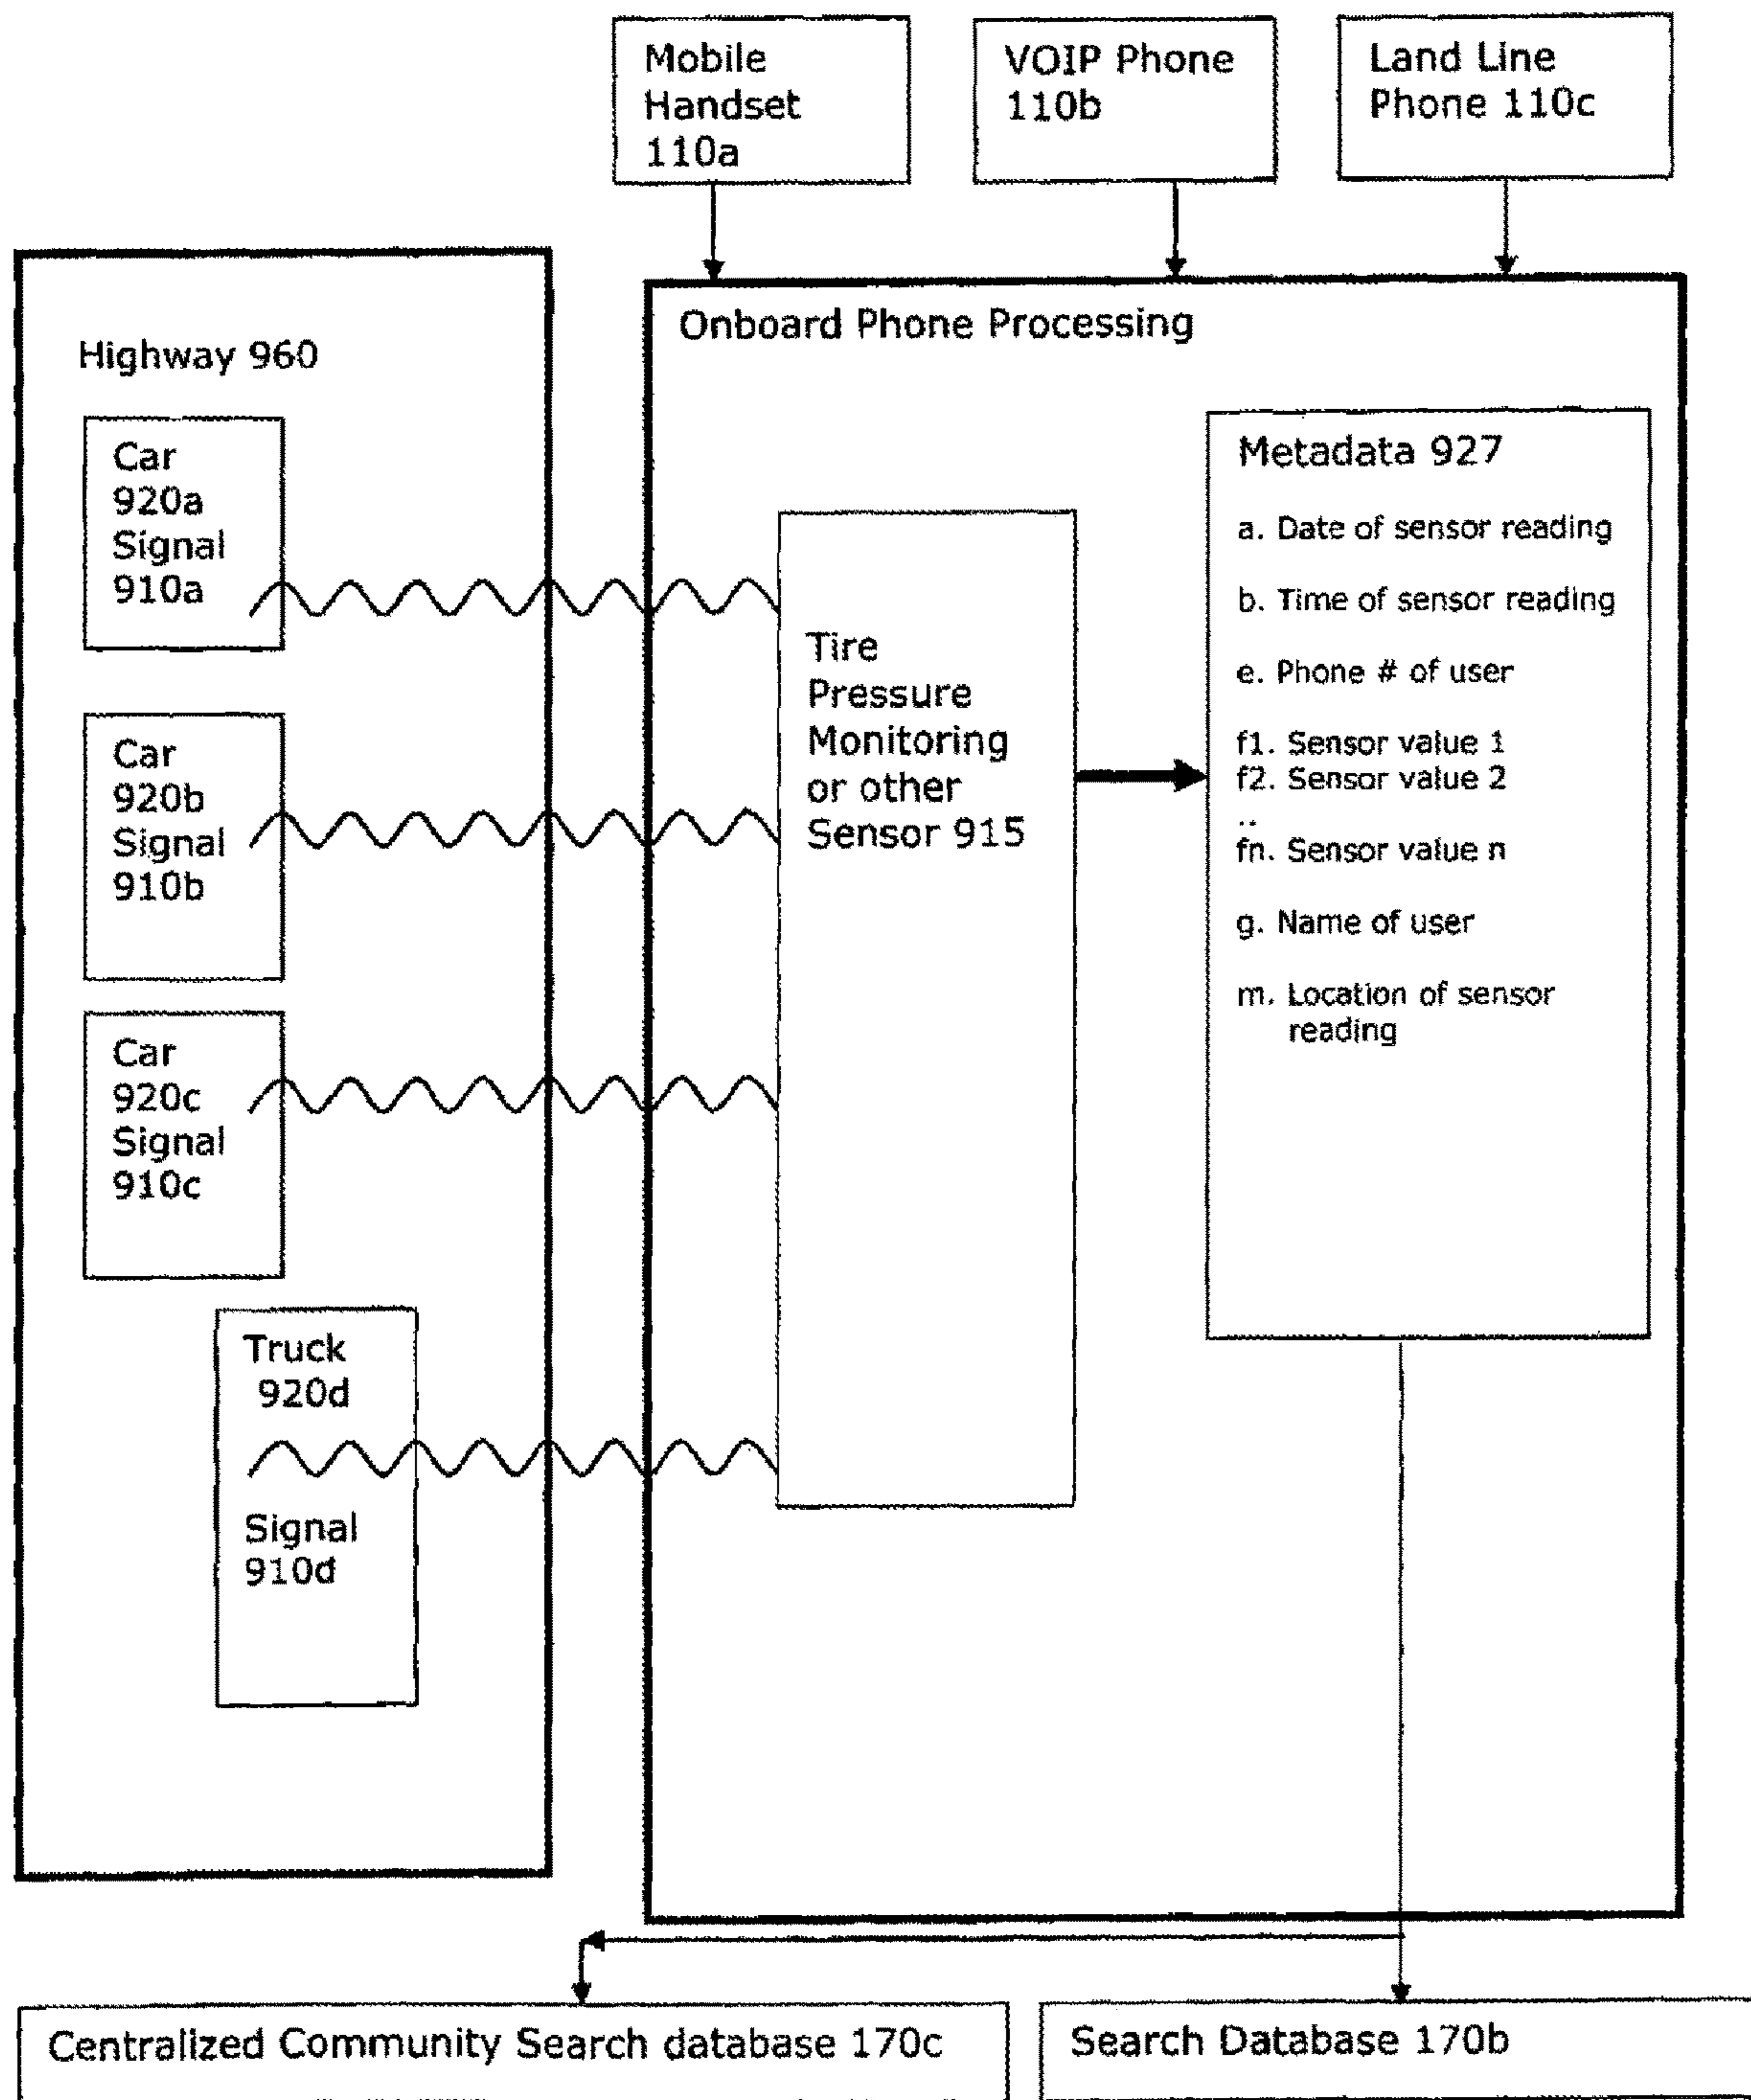 Mobile
Handset
110a
VOIP Phone
110b
Land Line
Phone 110c
Highway 960
Car
920a
Signal
910a
Car
920b
Signal
910b
Car
920c
Signal
910c
Truck
920d
Signal
910d
Onboard Phone Processing
Tire
Pressure
Monitoring
or other
Sensor 915
Metadata 927
a. Date of sensor reading
b. Time of sensor reading
e. Phone # of user
f1. Sensor value 1
f2. Sensor value 2
..
fn. Sensor value n
g. Name of user
m. Location of sensor
reading
Centralized Community Search database 170c
Search Database 170b